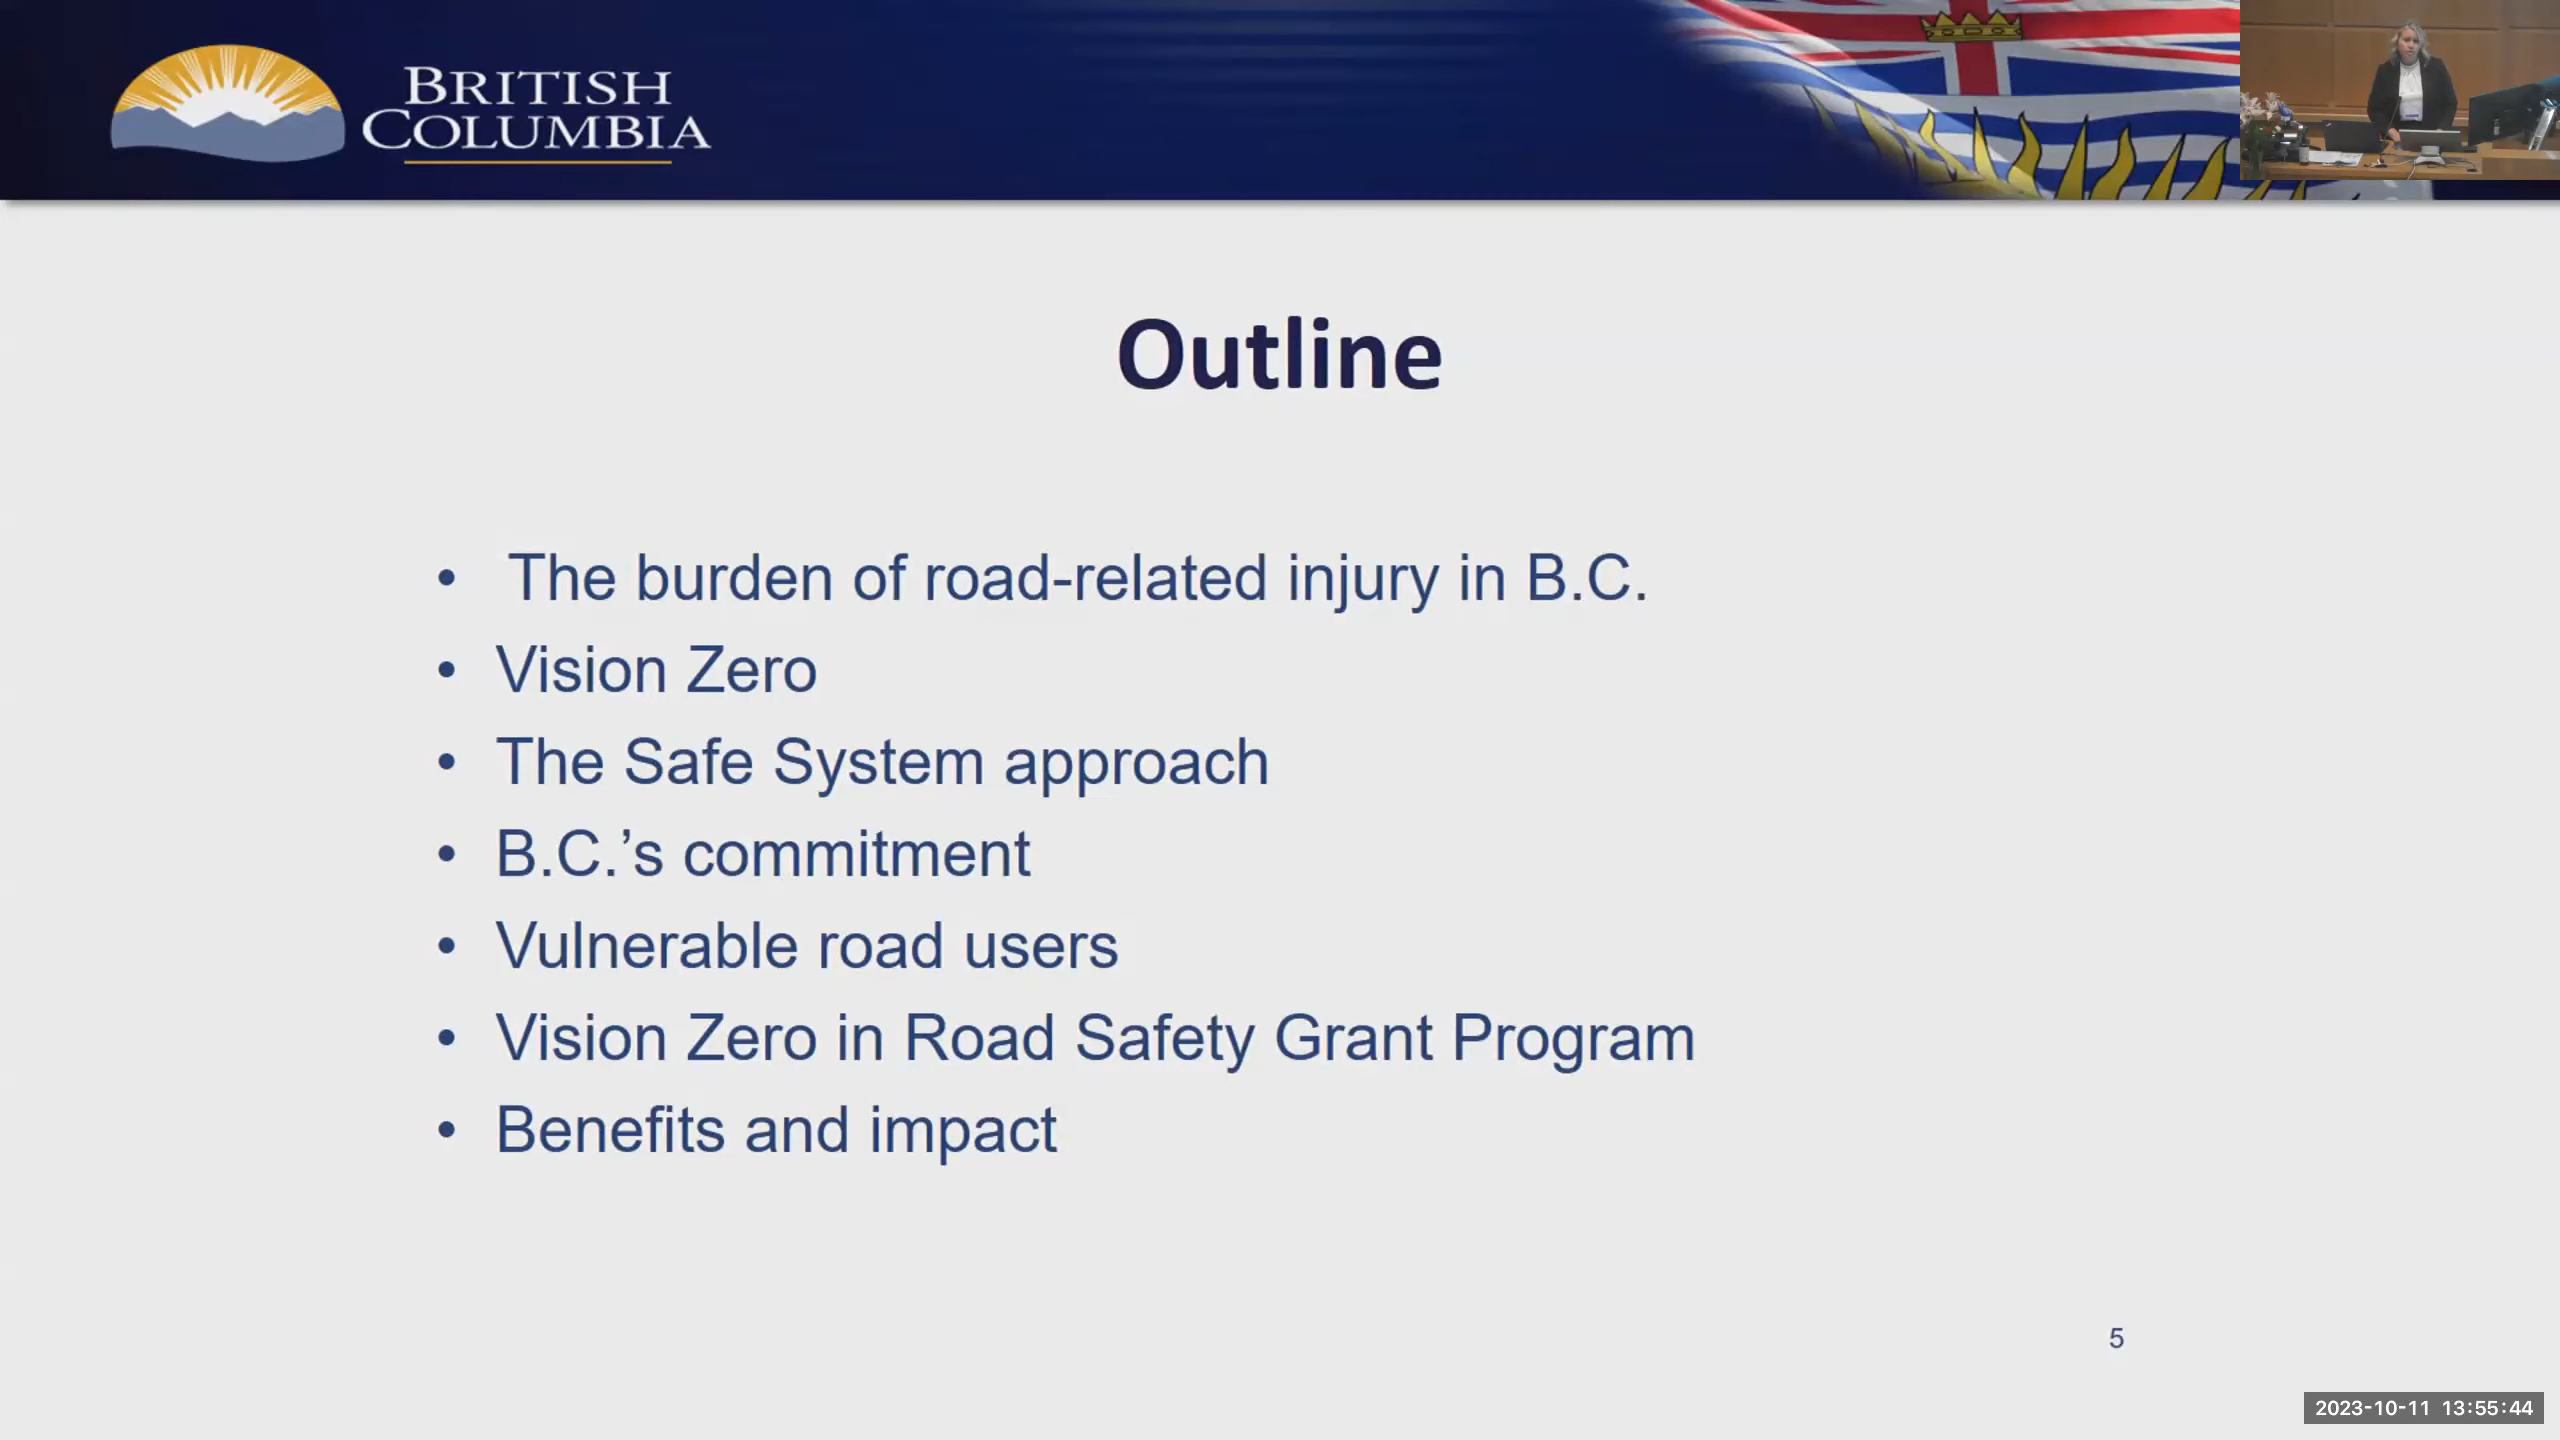 BRITISH
COLUMBIA
Outline
• The burden of road-related injury in B.C.
• Vision Zero
• The Safe System approach
• B.C.’s commitment
• Vulnerable road users
• Vision Zero in Road Safety Grant Program
• Benefits and impact
5
2023-10-11 13:55:44